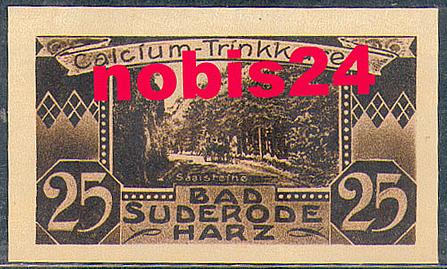 Calcium-Trinkk
nobis24
Saalsteine
25 BAD 25
SUDERODE
HARZ